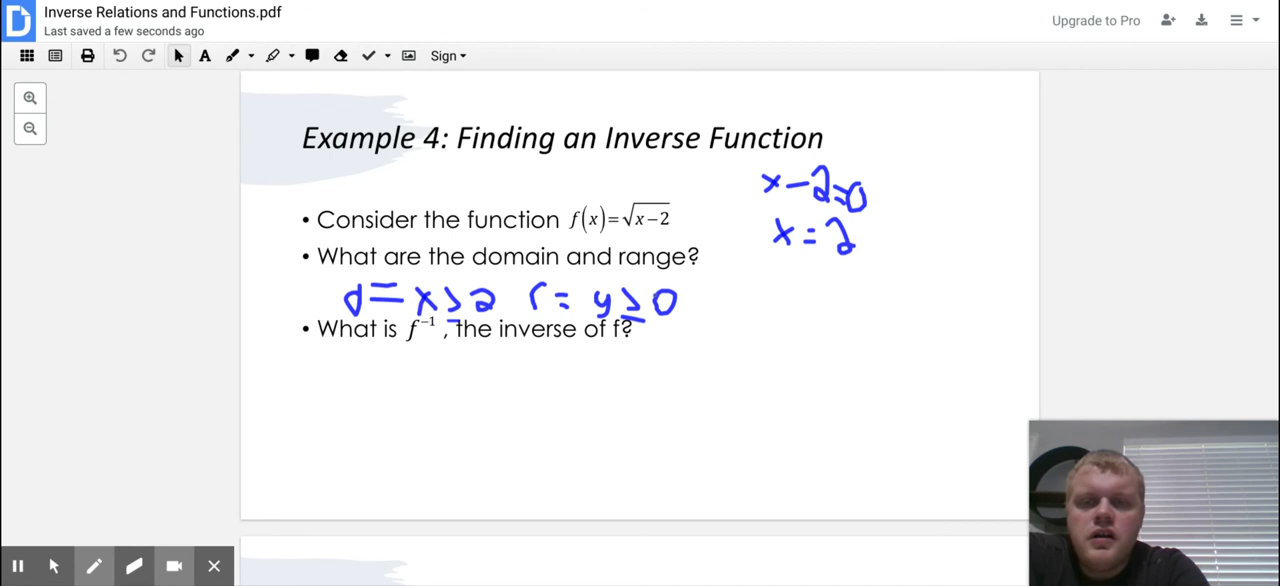 Inverse Relations and Functions.pdf
Last saved a few seconds ago
Upgrade to Pro
A
Sign
Example 4: Finding an Inverse Function
x-2=0
• Consider the function f(x)=√x−2
x=2
• What are the domain and range?
d= x≥2 r= y≥0
• What is f⁻¹, the inverse of f?